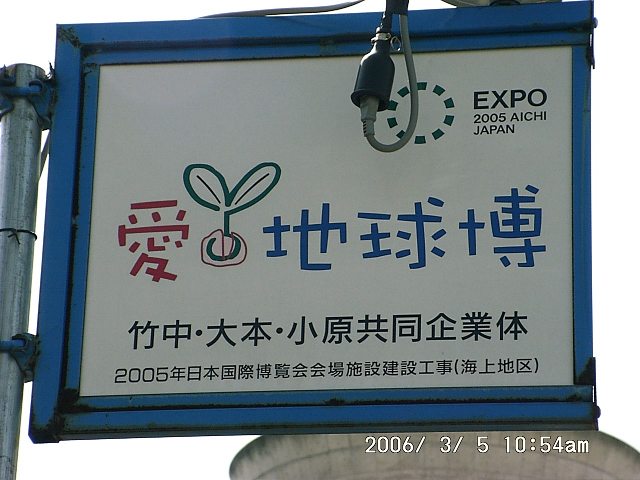 EXPO
2005 AICHI
JAPAN
愛・地球博
竹中・大本・小原共同企業体
2005年日本国際博覧会会場施設建設工事(海上地区)
2006/ 3/ 5 10:54am